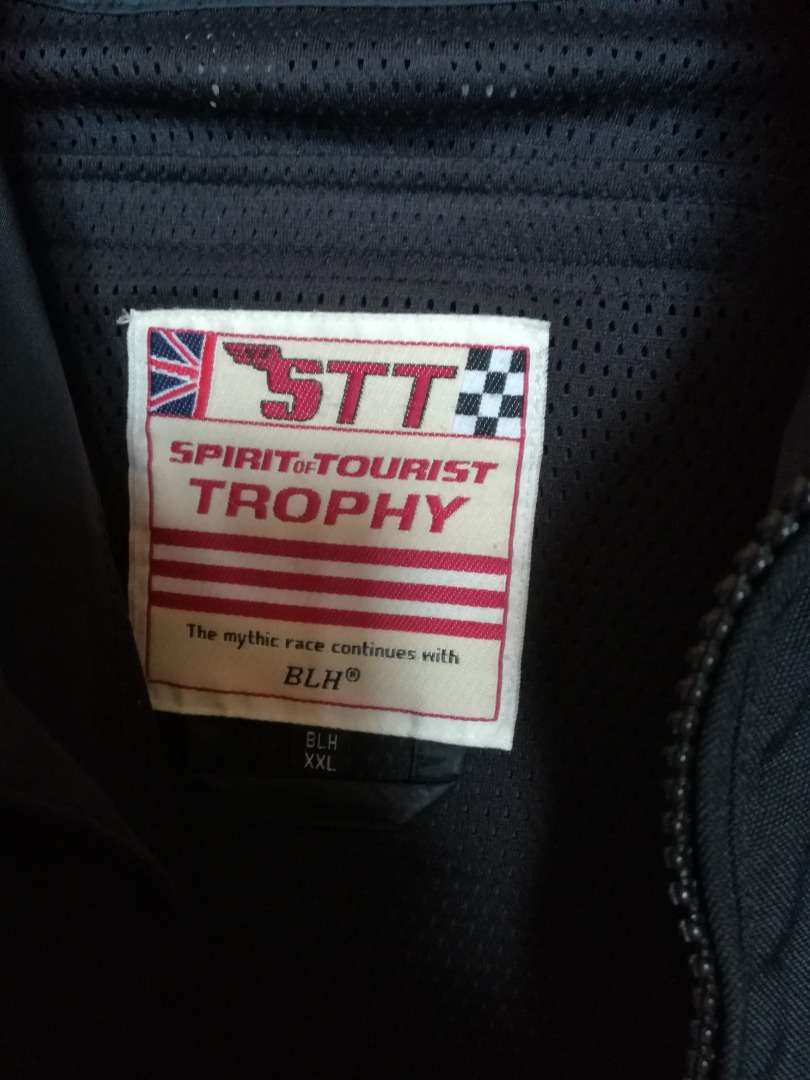 STT
SPIRIT OF TOURIST
TROPHY
The mythic race continues with
BLH®
BLH
XXL